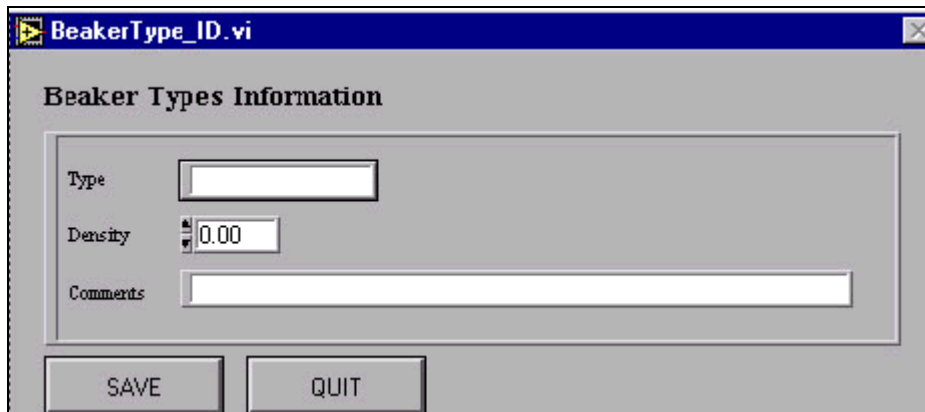 BeakerType_ID.vi
Beaker Types Information
Type
Density 0.00
Comments
SAVE QUIT